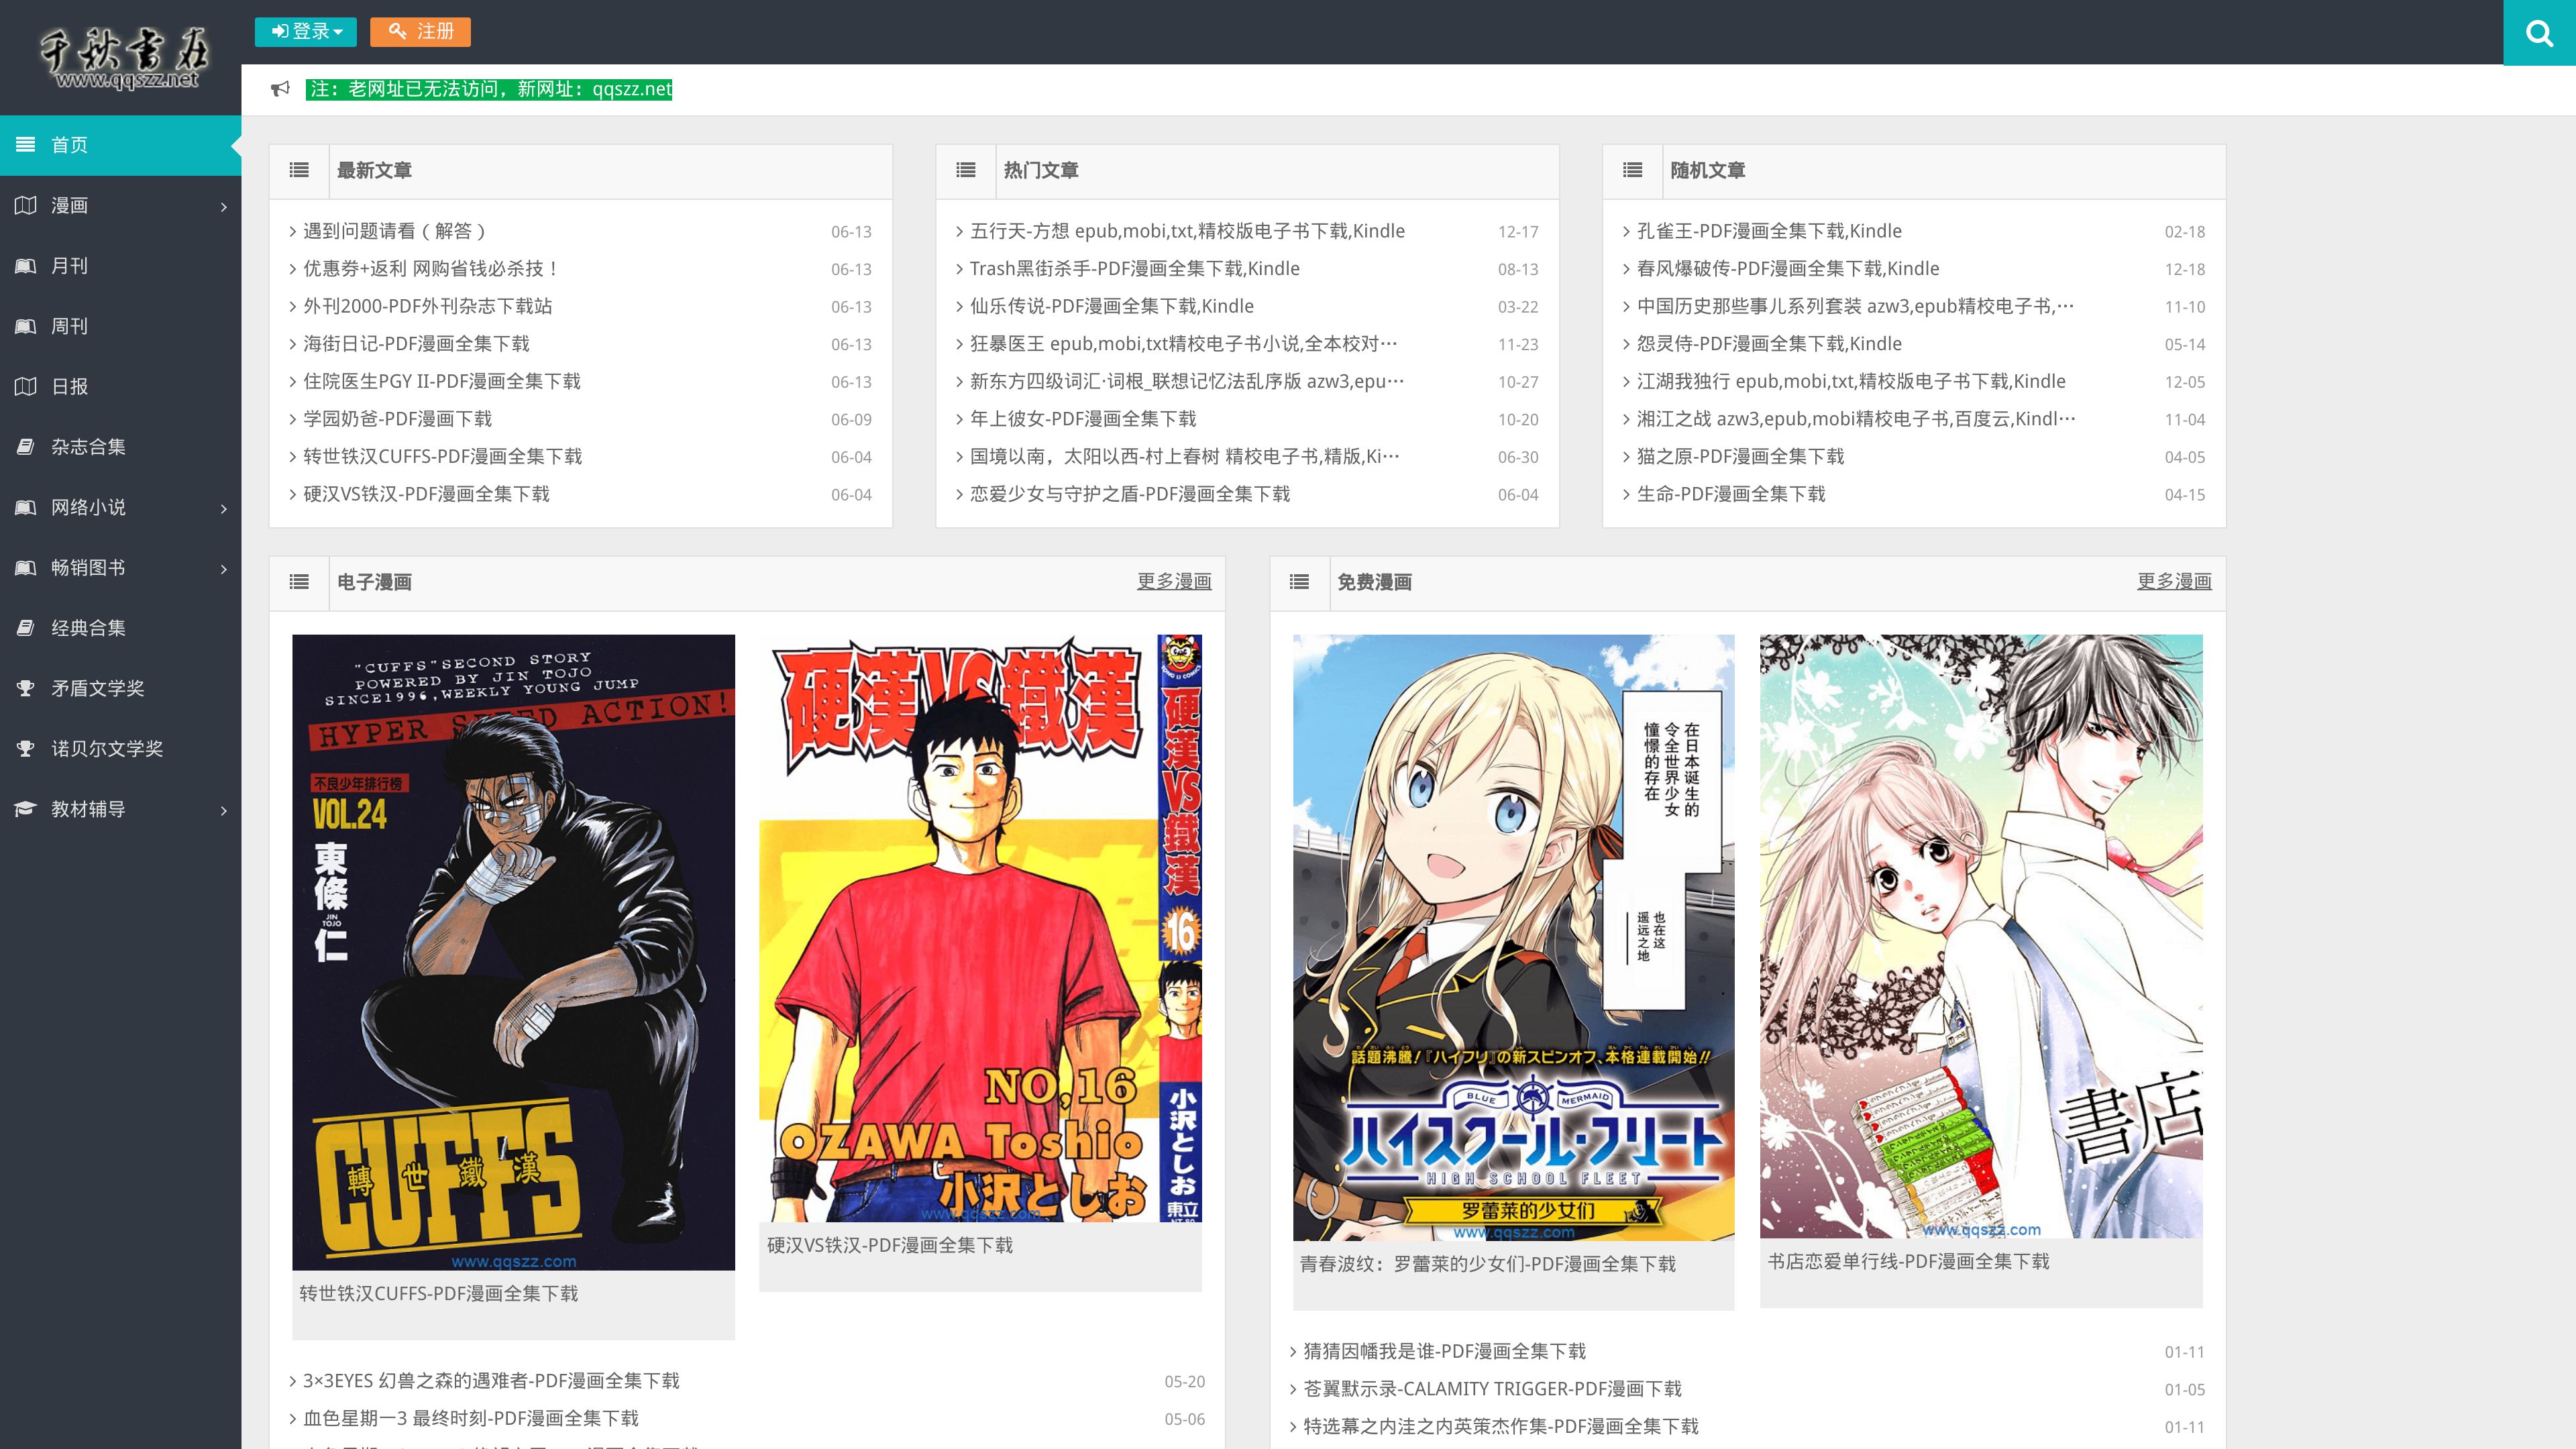 千秋書在
www.qqszz.net
登录
注册
注：老网址已无法访问，新网址：qqszz.net
首页
漫画
月刊
周刊
日报
杂志合集
网络小说
畅销图书
经典合集
矛盾文学奖
诺贝尔文学奖
教材辅导
最新文章
遇到问题请看（解答） 06-13
优惠券+返利 网购省钱必杀技！ 06-13
外刊2000-PDF外刊杂志下载站 06-13
海街日记-PDF漫画全集下载 06-13
住院医生PGY II-PDF漫画全集下载 06-13
学园奶爸-PDF漫画下载 06-09
转世铁汉CUFFS-PDF漫画全集下载 06-04
硬汉VS铁汉-PDF漫画全集下载 06-04
热门文章
五行天-方想 epub,mobi,txt,精校版电子书下载,Kindle 12-17
Trash黑街杀手-PDF漫画全集下载,Kindle 08-13
仙乐传说-PDF漫画全集下载,Kindle 03-22
狂暴医王 epub,mobi,txt精校电子书小说,全本校对… 11-23
新东方四级词汇·词根_联想记忆法乱序版 azw3,epu… 10-27
年上彼女-PDF漫画全集下载 10-20
国境以南，太阳以西-村上春树 精校电子书,精版,Ki… 06-30
恋爱少女与守护之盾-PDF漫画全集下载 06-04
随机文章
孔雀王-PDF漫画全集下载,Kindle 02-18
春风爆破传-PDF漫画全集下载,Kindle 12-18
中国历史那些事儿系列套装 azw3,epub精校电子书,… 11-10
怨灵侍-PDF漫画全集下载,Kindle 05-14
江湖我独行 epub,mobi,txt,精校版电子书下载,Kindle 12-05
湘江之战 azw3,epub,mobi精校电子书,百度云,Kindl… 11-04
猫之原-PDF漫画全集下载 04-05
生命-PDF漫画全集下载 04-15
电子漫画 更多漫画
"CUFFS"SECOND STORY
POWERED BY JIN TOJO
SINCE1996,WEEKLY YOUNG JUMP
HYPER SPEED ACTION!
不良少年排行榜
VOL.24
東條
JIN TOJO
仁
CUFFS
轉世鐵漢
www.qqszz.com
转世铁汉CUFFS-PDF漫画全集下载
硬漢VS鐵漢
硬漢VS鐵漢
16
小沢としお
東立
NO,16
OZAWA Toshio
小沢としお
www.qqszz.com
硬汉VS铁汉-PDF漫画全集下载
3×3EYES 幻兽之森的遇难者-PDF漫画全集下载 05-20
血色星期一3 最终时刻-PDF漫画全集下载 05-06
免费漫画 更多漫画
在日本诞生的
令全世界少女
憧憬的存在
也在这
遥远之地
話題沸騰!『ハイフリ』の新スピンオフ、本格連載開始!!
BLUE MERMAID
ハイスクール・フリート
HIGH SCHOOL FLEET
罗蕾莱的少女们
www.qqszz.com
青春波纹：罗蕾莱的少女们-PDF漫画全集下载
書店
www.qqszz.com
书店恋爱单行线-PDF漫画全集下载
猜猜因幡我是谁-PDF漫画全集下载 01-11
苍翼默示录-CALAMITY TRIGGER-PDF漫画下载 01-05
特选幕之内洼之内英策杰作集-PDF漫画全集下载 01-11